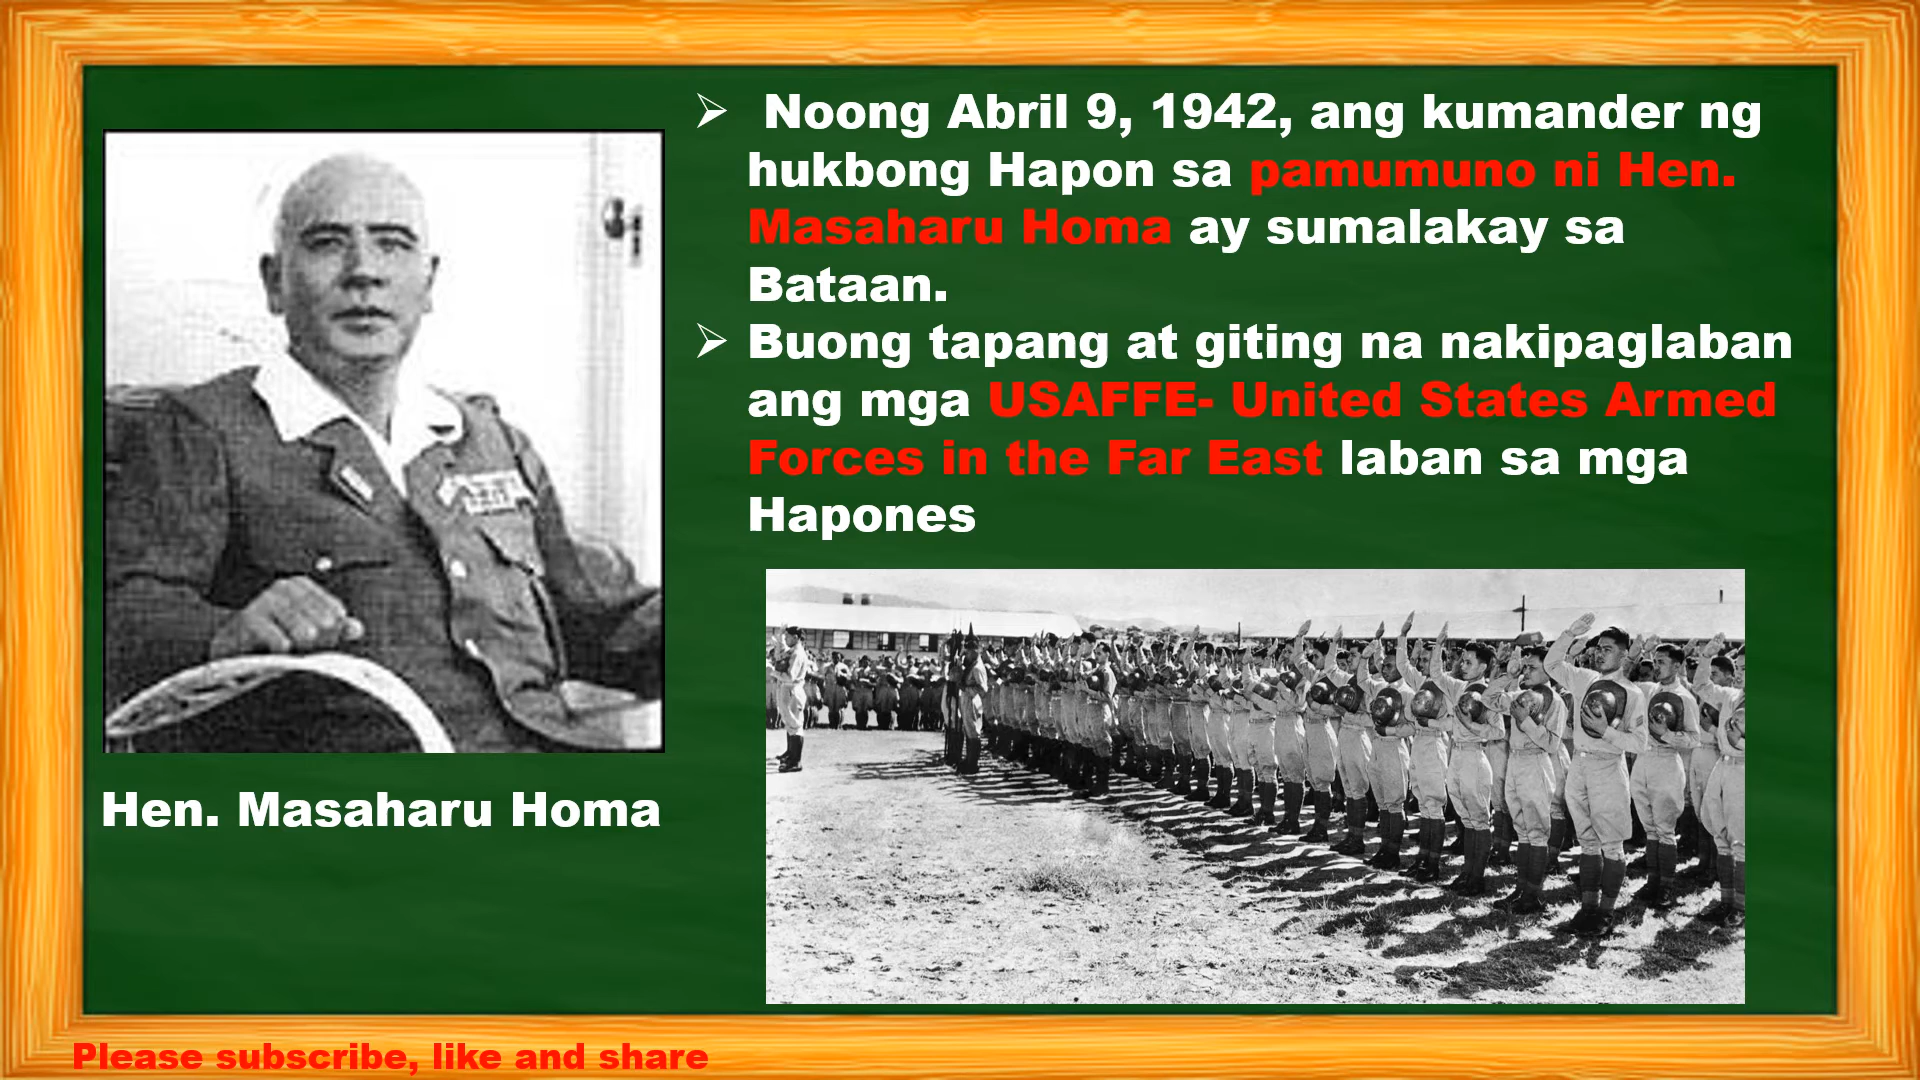 ➢ Noong Abril 9, 1942, ang kumander ng
hukbong Hapon sa pamumuno ni Hen.
Masaharu Homa ay sumalakay sa
Bataan.
➢ Buong tapang at giting na nakipaglaban
ang mga USAFFE- United States Armed
Forces in the Far East laban sa mga
Hapones
Hen. Masaharu Homa
Please subscribe, like and share